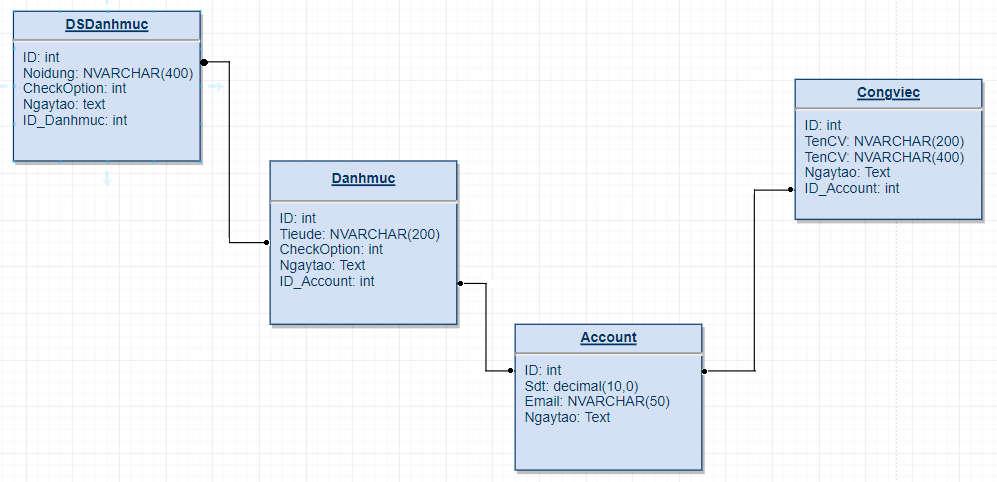 DSDanhmuc
ID: int
Noidung: NVARCHAR(400)
CheckOption: int
Ngaytao: text
ID_Danhmuc: int
Danhmuc
ID: int
Tieude: NVARCHAR(200)
CheckOption: int
Ngaytao: Text
ID_Account: int
Account
ID: int
Sdt: decimal(10,0)
Email: NVARCHAR(50)
Ngaytao: Text
Congviec
ID: int
TenCV: NVARCHAR(200)
TenCV: NVARCHAR(400)
Ngaytao: Text
ID_Account: int